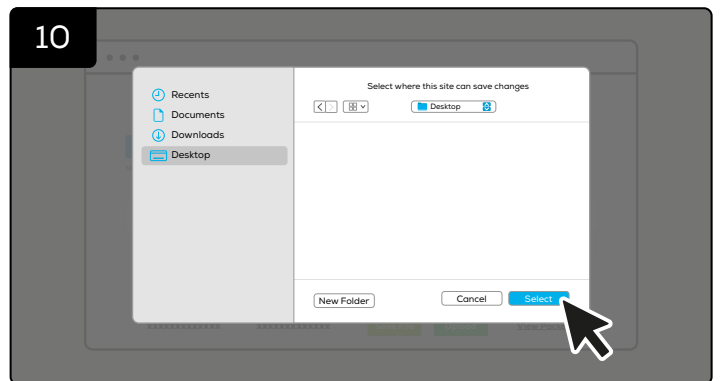 10
Select where this site can save changes
Recents
Documents
Downloads
Desktop
Desktop
New Folder
Cancel
Select